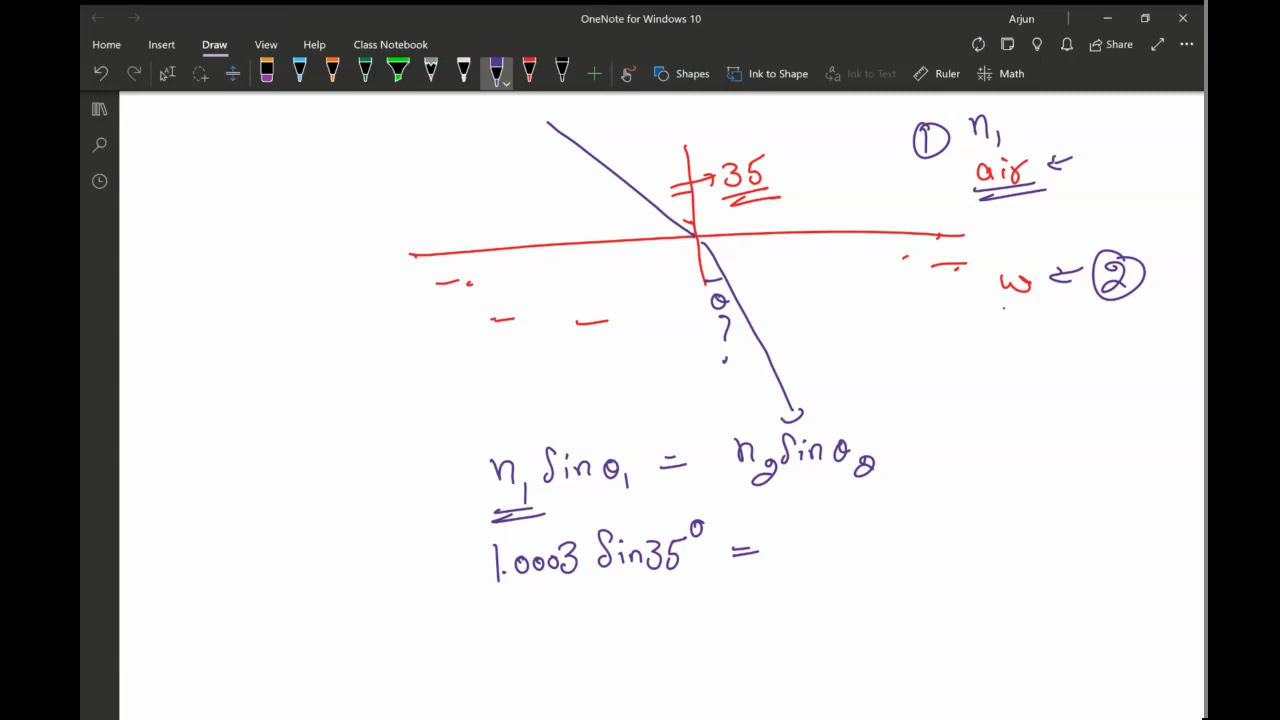 OneNote for Windows 10
Arjun
Home Insert Draw View Help Class Notebook
Share
Shapes
Ink to Shape
Ink to Text
Ruler
Math
① n₁
air
35
w ②
θ
?
n₁ sin θ₁ = n₂ sin θ₂
1.0003 sin 35° =